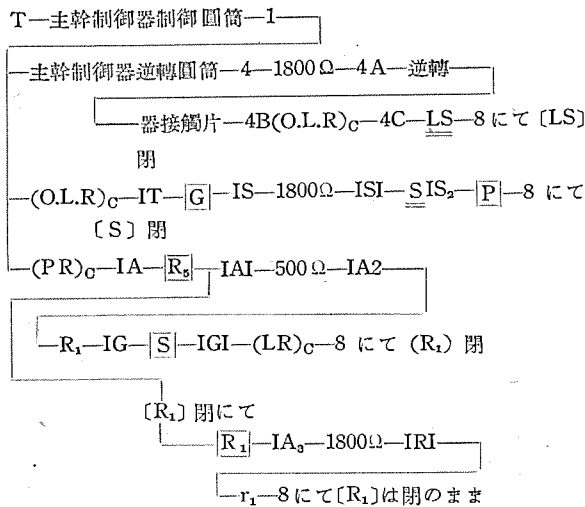 T—主幹制御器制御圓筒—1
主幹制御器逆轉圓筒—4—1800Ω—4A—逆轉
器接觸片—4B(O.L.R)C—4C—LS—8にて〔LS〕
閉
(O.L.R)C—IT—G—IS—1800Ω—ISI—SIS₂—P—8にて
〔S〕閉
(PR)C—IA—R₅—IAI—500Ω—IA2
R₁—IG—S—IGI—(LR)C—8にて(R₁)閉
〔R₁〕閉にて
R₁—IA₃—1800Ω—IRI
r₁—8にて〔R₁〕は閉のまま